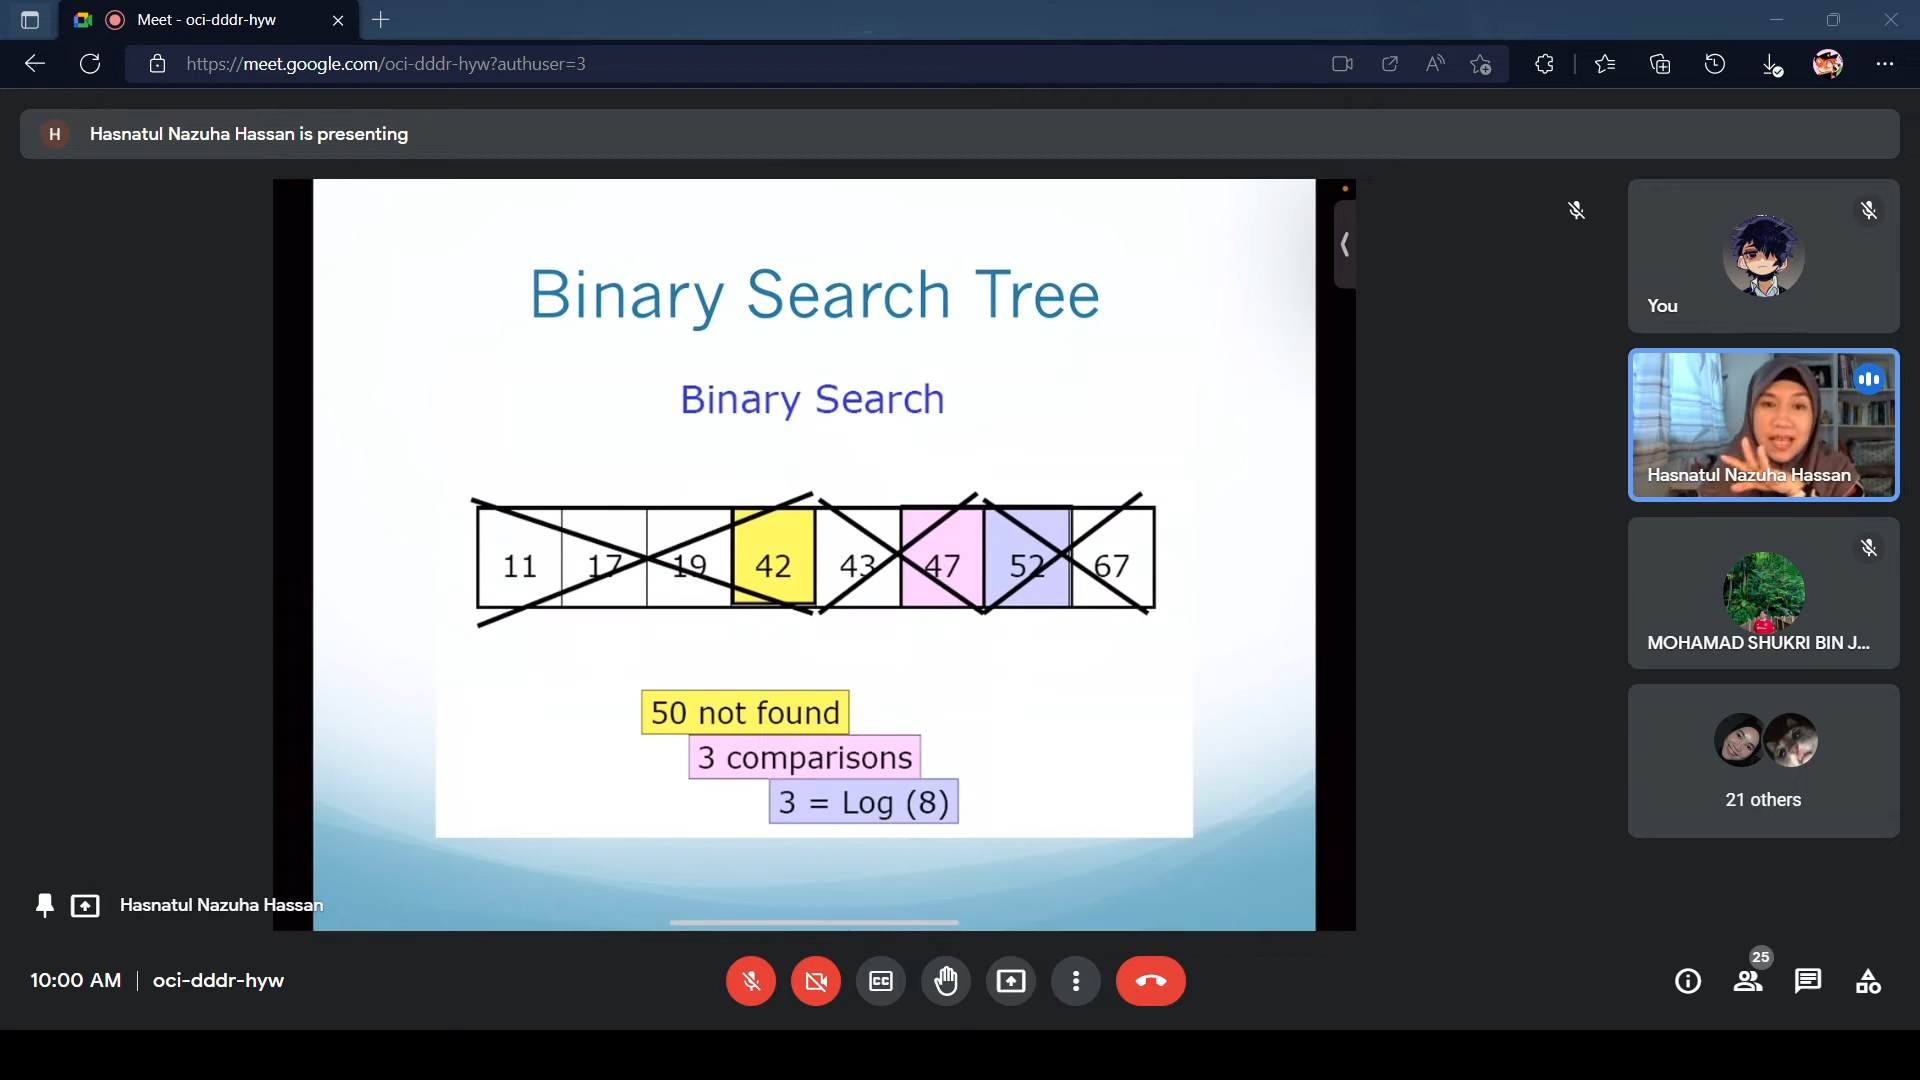 Meet - oci-dddr-hyw
https://meet.google.com/oci-dddr-hyw?authuser=3
H
Hasnatul Nazuha Hassan is presenting
Binary Search Tree
Binary Search
11 17 19 42 43 47 52 67
50 not found
3 comparisons
3 = Log (8)
You
Hasnatul Nazuha Hassan
MOHAMAD SHUKRI BIN J...
21 others
Hasnatul Nazuha Hassan
10:00 AM
oci-dddr-hyw
CC
25